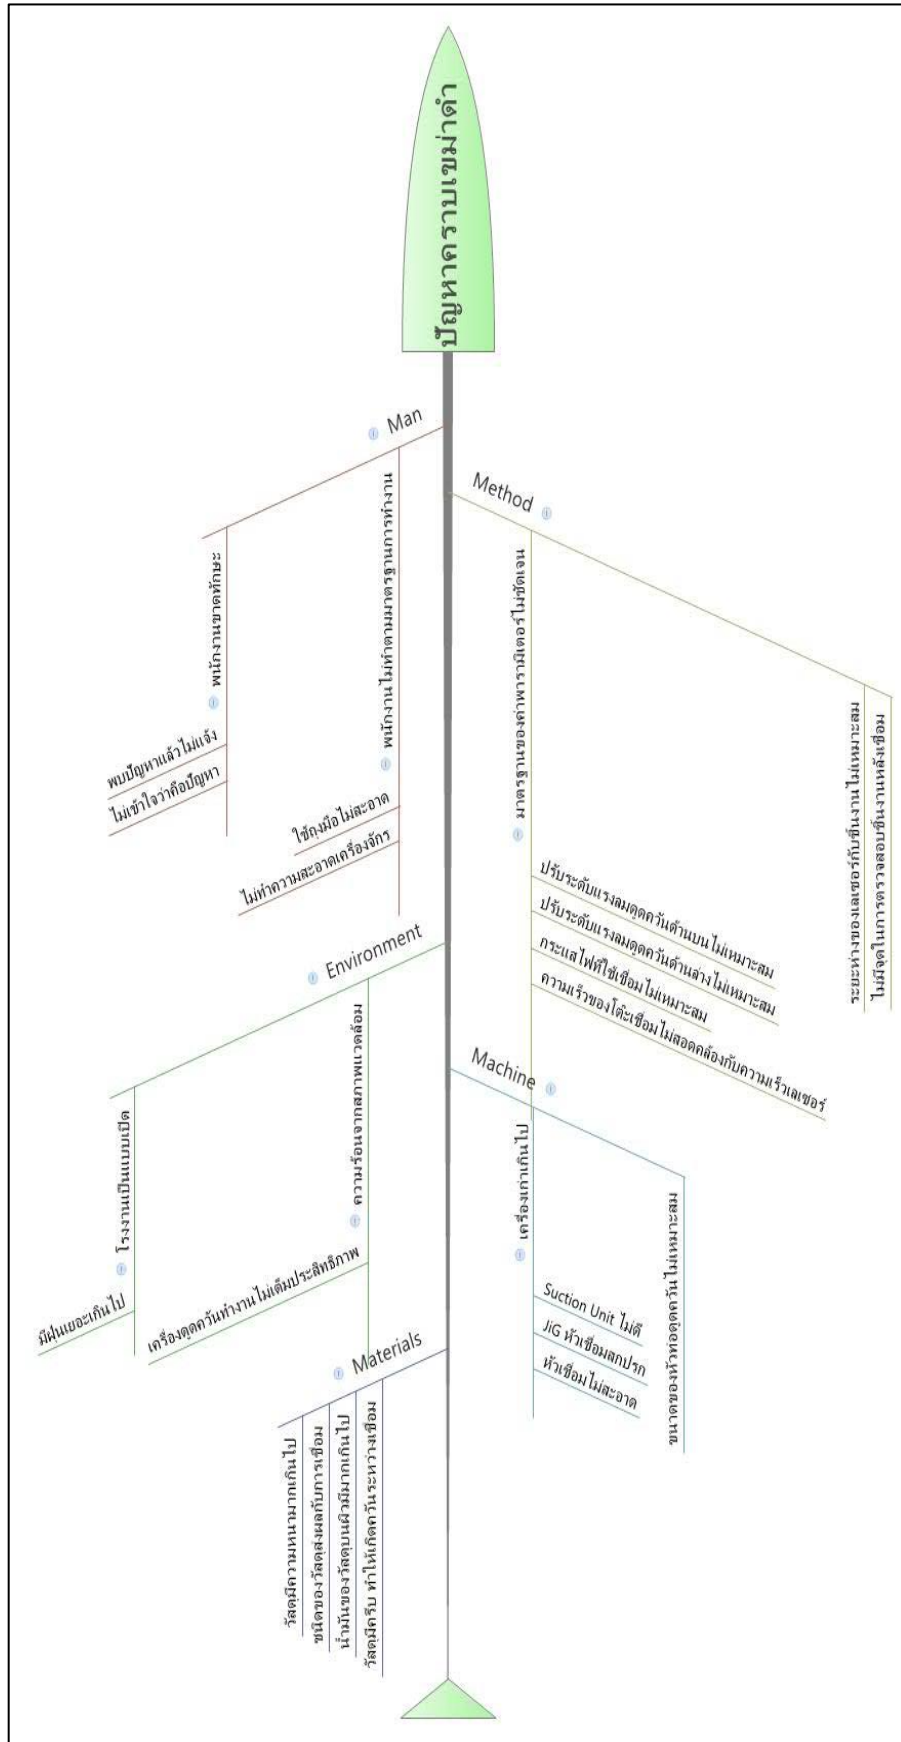 ปัญหาคราบเขม่าดำ
Man
พนักงานไม่ทำตามมาตรฐานการทำงาน
ใช้ถุงมือไม่สะอาด
ไม่ทำความสะอาดเครื่องจักร
พนักงานขาดทักษะ
พบปัญหาแล้วไม่แจ้ง
ไม่เข้าใจว่าคือปัญหา
Method
มาตรฐานของค่าพารามิเตอร์ไม่ชัดเจน
ปรับระดับแรงลมดูดควันด้านบนไม่เหมาะสม
ปรับระดับแรงลมดูดควันด้านล่างไม่เหมาะสม
กระแสไฟที่ใช้เชื่อมไม่เหมาะสม
ความเร็วของโต๊ะเชื่อมไม่สอดคล้องกับความเร็วเลเซอร์
ระยะห่างของเลเซอร์กับชิ้นงานไม่เหมาะสม
ไม่มีจุดในการตรวจสอบชิ้นงานหลังเชื่อม
Environment
ความร้อนจากสภาพแวดล้อม
เครื่องดูดควันทำงานไม่เต็มประสิทธิภาพ
โรงงานเป็นแบบเปิด
มีฝุ่นเยอะเกินไป
Machine
เครื่องเก่าเกินไป
Suction Unit ไม่ดี
JiG หัวเชื่อมสกปรก
หัวเชื่อมไม่สะอาด
ขนาดของหัวท่อดูดควันไม่เหมาะสม
Materials
วัสดุมีครีบ ทำให้เกิดควันระหว่างเชื่อม
น้ำมันของวัสดุบนผิวมีมากเกินไป
ชนิดของวัสดุส่งผลกับการเชื่อม
วัสดุมีความหนามากเกินไป